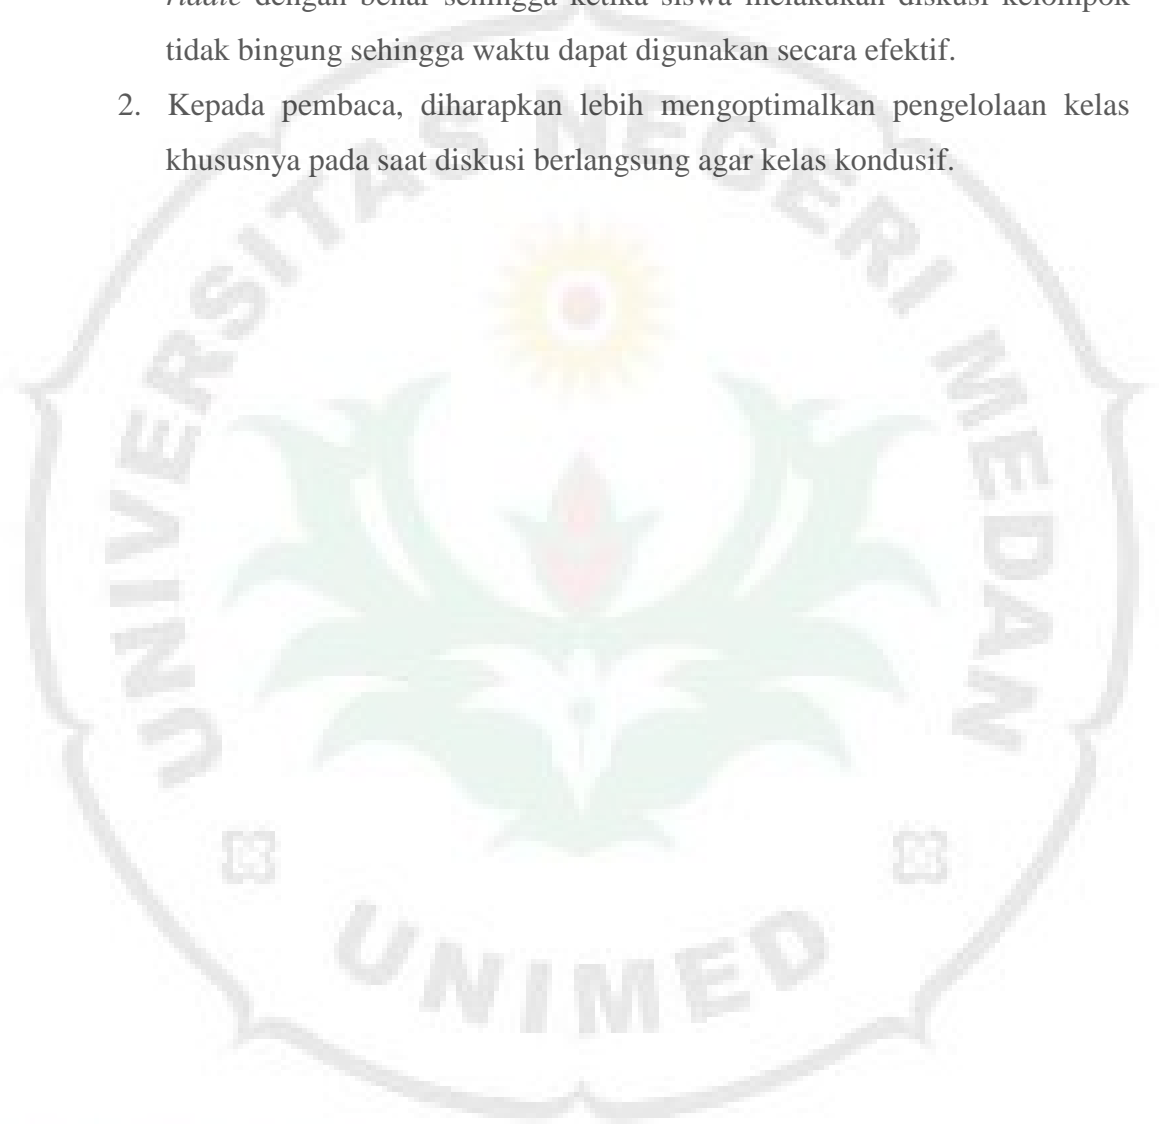 dengan benar sehingga ketika siswa melakukan diskusi kelompok
tidak bingung sehingga waktu dapat digunakan secara efektif.
2. Kepada pembaca, diharapkan lebih mengoptimalkan pengelolaan kelas
khususnya pada saat diskusi berlangsung agar kelas kondusif.
UNIVERSITAS NEGERI MEDAN
UNIMED